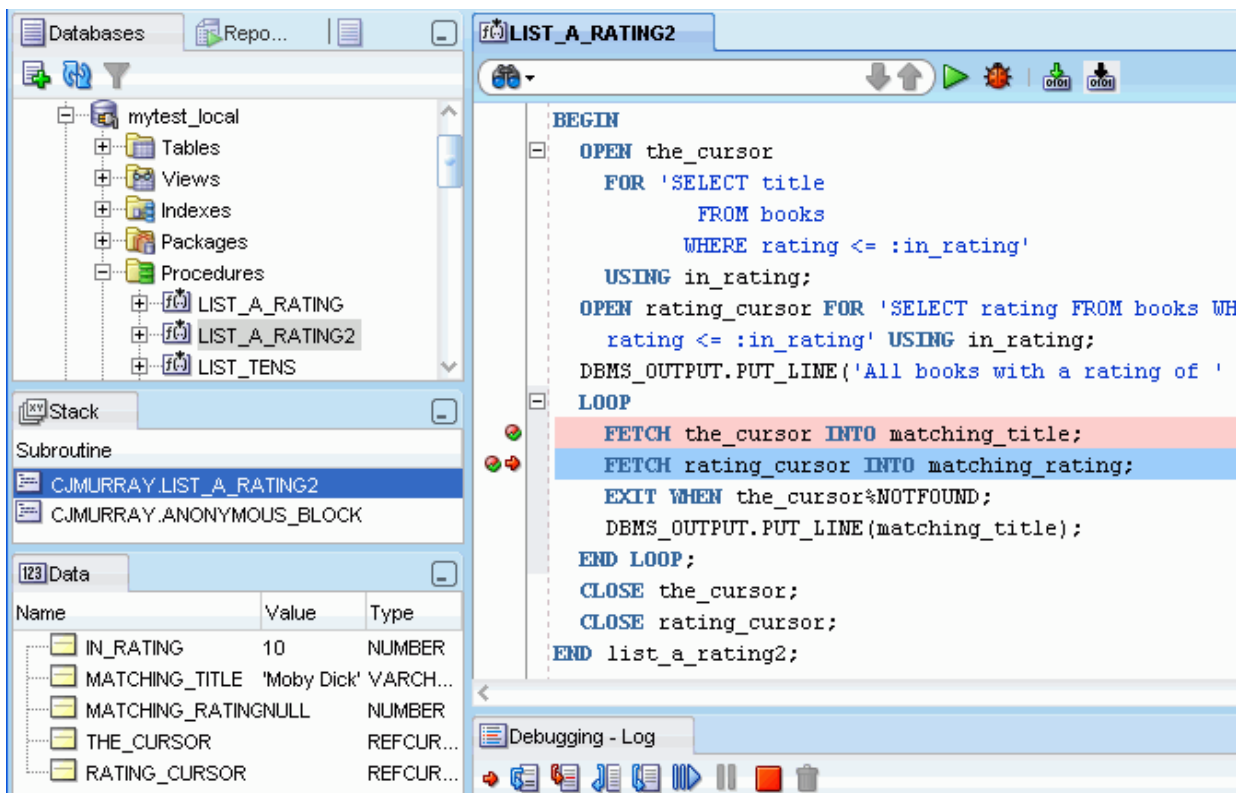 Databases
Repo...
mytest_local
Tables
Views
Indexes
Packages
Procedures
LIST_A_RATING
LIST_A_RATING2
LIST_TENS
Stack
Subroutine
CJMURRAY.LIST_A_RATING2
CJMURRAY.ANONYMOUS_BLOCK
123 Data
Name Value Type
IN_RATING 10 NUMBER
MATCHING_TITLE 'Moby Dick' VARCH...
MATCHING_RATING NULL NUMBER
THE_CURSOR REFCUR...
RATING_CURSOR REFCUR...
LIST_A_RATING2
BEGIN
OPEN the_cursor
FOR 'SELECT title
FROM books
WHERE rating <= :in_rating'
USING in_rating;
OPEN rating_cursor FOR 'SELECT rating FROM books WH
rating <= :in_rating' USING in_rating;
DBMS_OUTPUT.PUT_LINE('All books with a rating of '
LOOP
FETCH the_cursor INTO matching_title;
FETCH rating_cursor INTO matching_rating;
EXIT WHEN the_cursor%NOTFOUND;
DBMS_OUTPUT.PUT_LINE(matching_title);
END LOOP;
CLOSE the_cursor;
CLOSE rating_cursor;
END list_a_rating2;
Debugging - Log